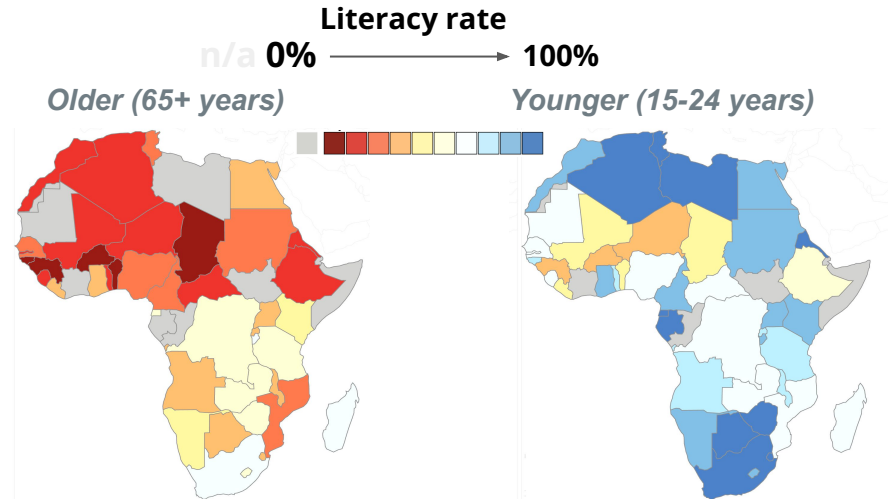 Literacy rate
n/a 0% 100%
Older (65+ years)
Younger (15-24 years)